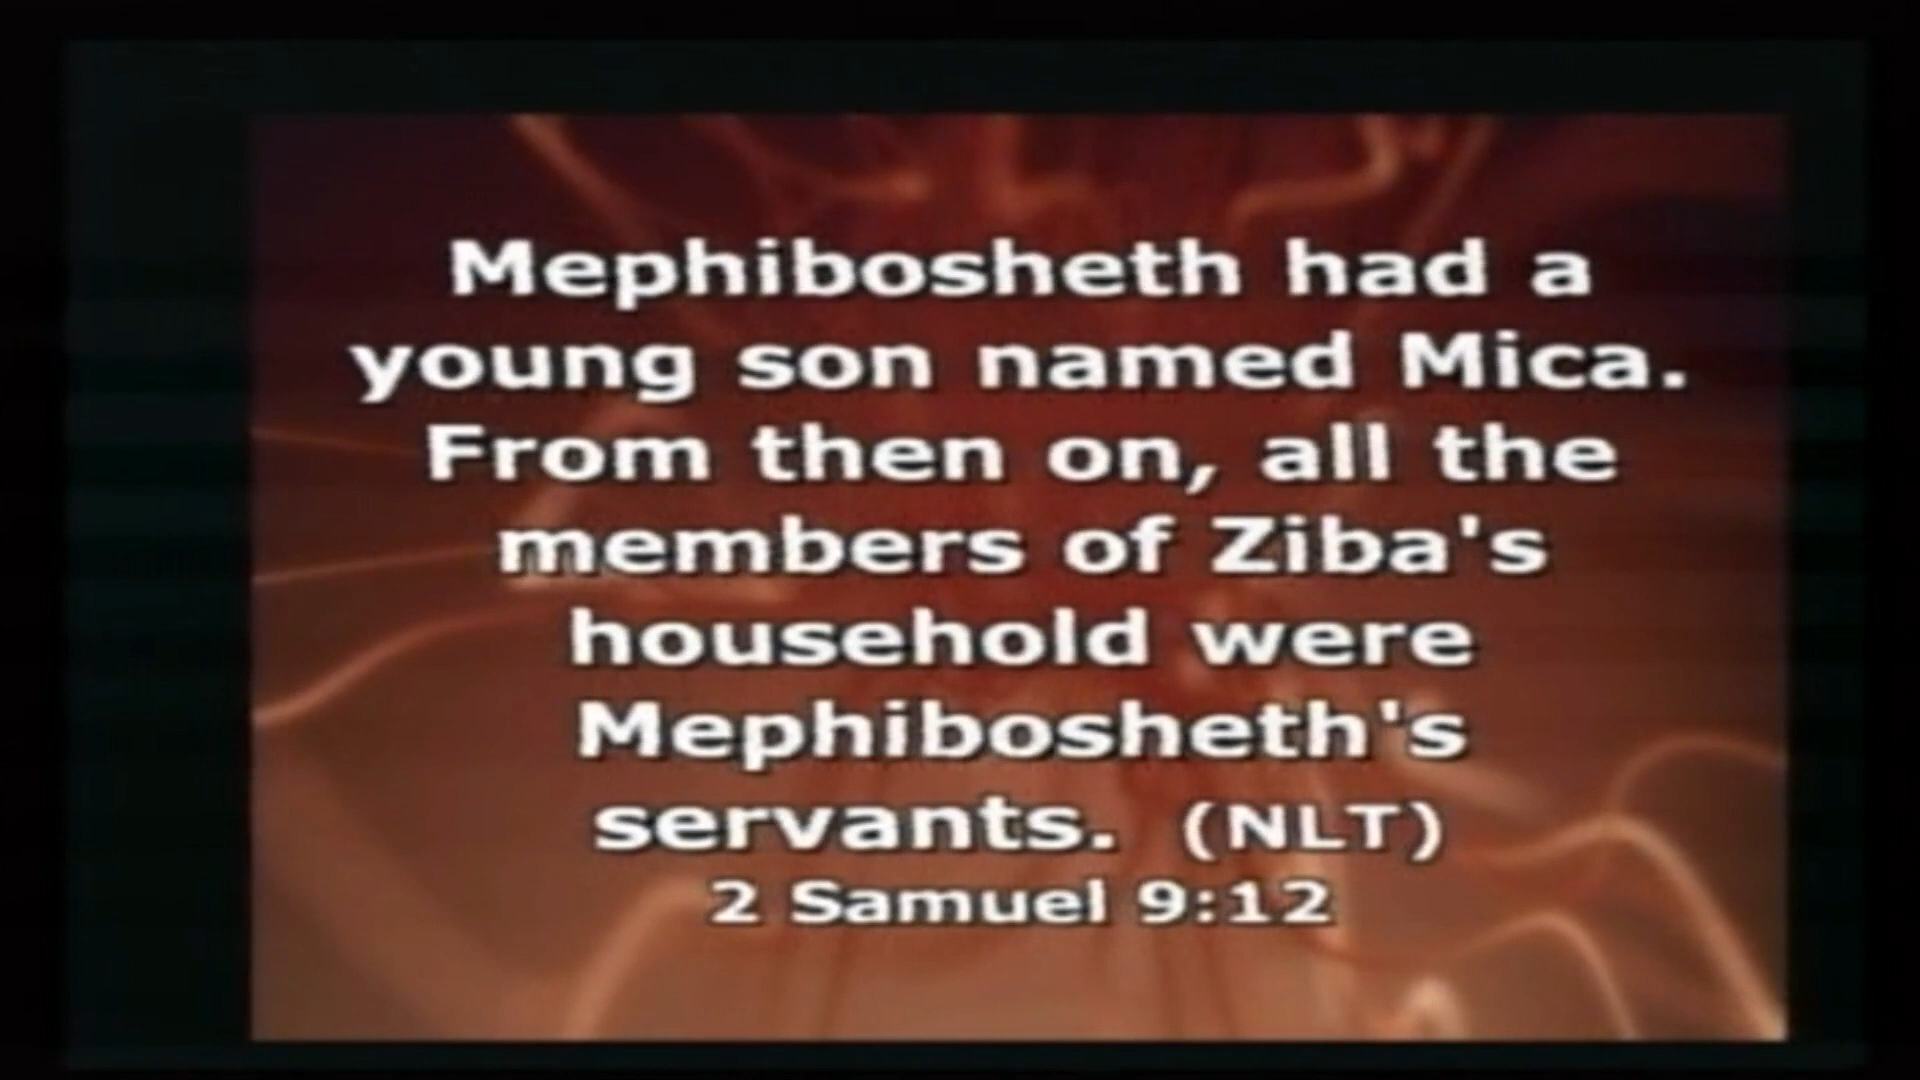 Mephibosheth had a
young son named Mica.
From then on, all the
members of Ziba's
household were
Mephibosheth's
servants. (NLT)
2 Samuel 9:12